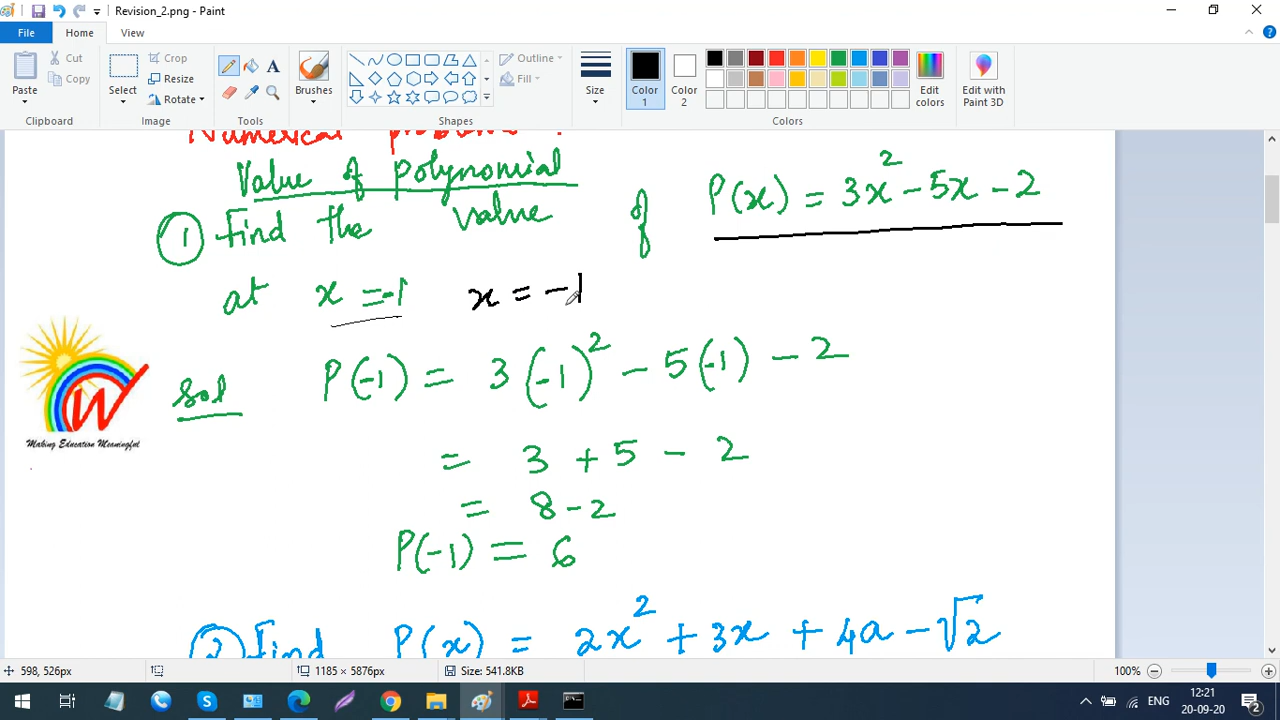 Revision_2.png - Paint
File Home View
Paste Cut Copy Clipboard
Select Crop Resize Rotate Image
Tools
Brushes
Outline Fill Shapes
Size
Color 1 Color 2 Edit colors Edit with Paint 3D Colors
Numerical problems :
Value of polynomial
① Find the value of P(x) = 3x² - 5x - 2
at x = -1 x = -1
Sol P(-1) = 3(-1)² - 5(-1) - 2
= 3 + 5 - 2
= 8 - 2
P(-1) = 6
② Find P(x) = 2x² + 3x + 4a - √2
W
Making Education Meaningful
598, 526px 1185 x 5876px Size: 541.8KB 100%
ENG 12:21 20-09-20 2